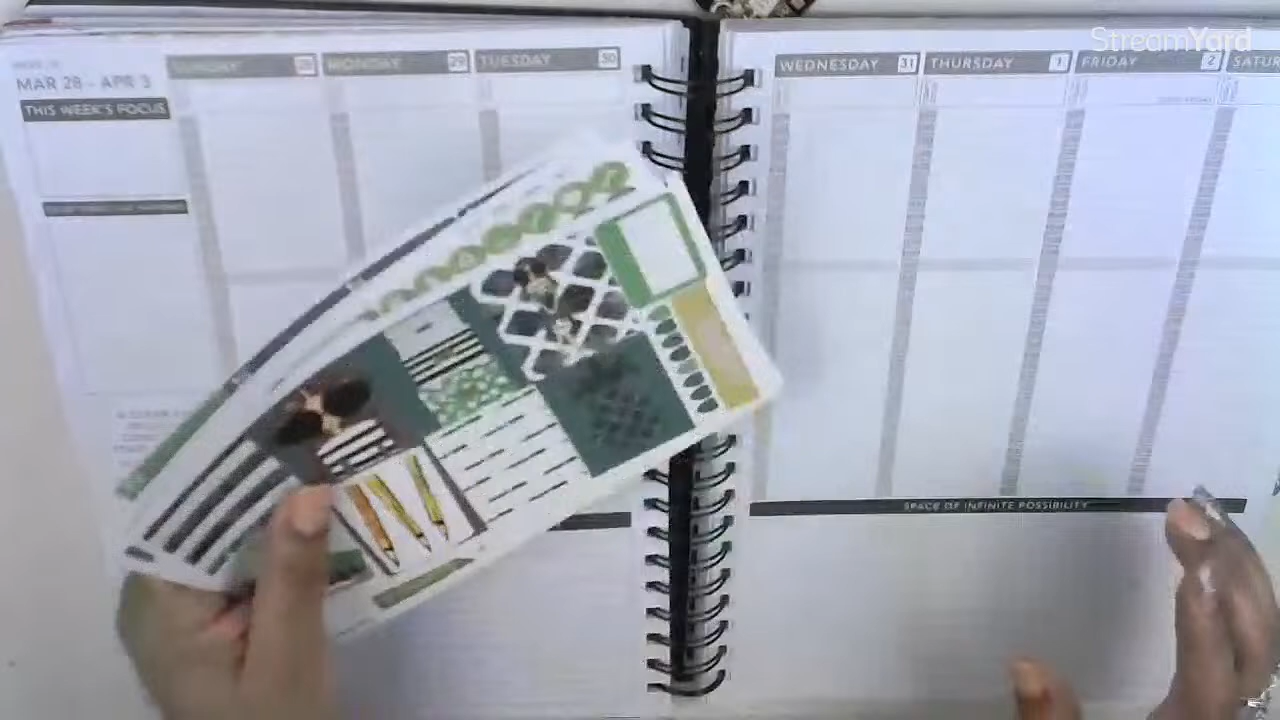 StreamYard
MAR 28 - APR 3
THIS WEEK'S FOCUS
MONDAY 29
TUESDAY 30
WEDNESDAY 31
THURSDAY 1
FRIDAY 2
SATUR
SPACE OF INFINITE POSSIBILITY